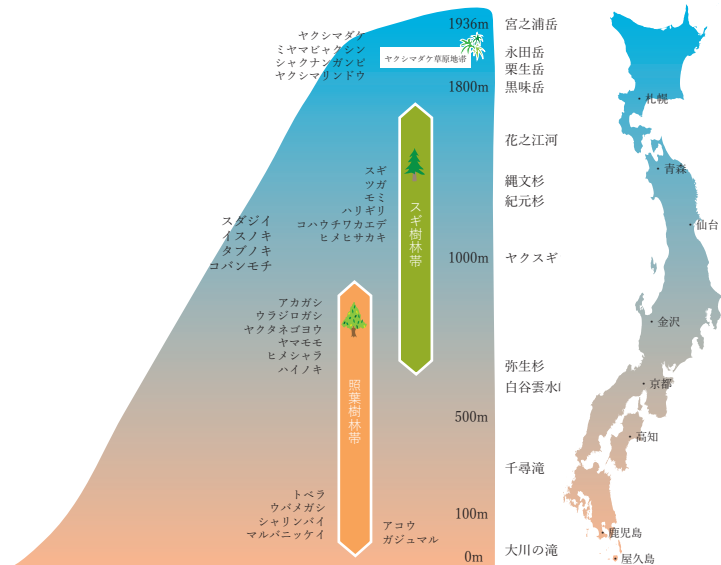 1936m
宮之浦岳
ヤクシマダケ
ミヤマビャクシン
シャクナンガンピ
ヤクシマリンドウ
ヤクシマダケ草原地帯
永田岳
栗生岳
1800m
黒味岳
・札幌
花之江河
スギ
ツガ
モミ
ハリギリ
コハウチワカエデ
ヒメヒサカキ
スギ樹林帯
・青森
縄文杉
紀元杉
スダジイ
イスノキ
タブノキ
コバンモチ
・仙台
1000m
ヤクスギ
アカガシ
ウラジロガシ
ヤクタネゴヨウ
ヤマモモ
ヒメシャラ
ハイノキ
照葉樹林帯
・金沢
弥生杉
白谷雲水
・京都
500m
・高知
千尋滝
トベラ
ウバメガシ
シャリンバイ
マルバニッケイ
アコウ
ガジュマル
100m
・鹿児島
0m
大川の滝
・屋久島